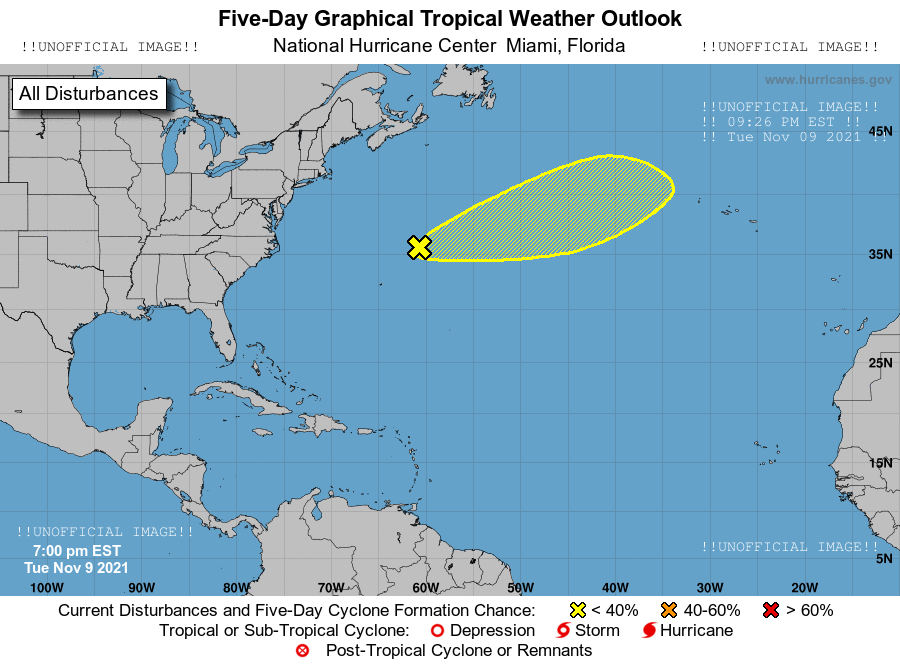 Five-Day Graphical Tropical Weather Outlook
!!UNOFFICIAL IMAGE!! National Hurricane Center Miami, Florida !!UNOFFICIAL IMAGE!!
www.hurricanes.gov
All Disturbances
!!UNOFFICIAL IMAGE!!
!! 09:26 PM EST !!
!! Tue Nov 09 2021 !!
45N
35N
25N
15N
!!UNOFFICIAL IMAGE!!
!!UNOFFICIAL IMAGE!!
7:00 pm EST
5N
Tue Nov 9 2021
100W 90W 80W 70W 60W 50W 40W 30W 20W
Current Disturbances and Five-Day Cyclone Formation Chance: < 40% 40-60% > 60%
Tropical or Sub-Tropical Cyclone: Depression Storm Hurricane
Post-Tropical Cyclone or Remnants